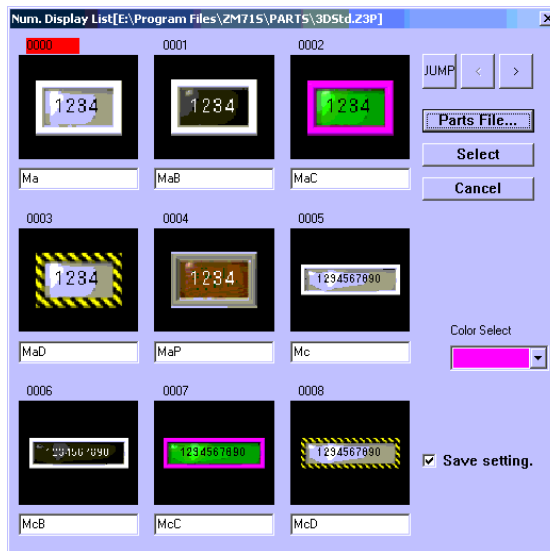 Num. Display List[E:\Program Files\ZM71S\PARTS\3DStd.Z3P]
0000 0001 0002
1234 1234 1234
Ma MaB MaC
JUMP < >
Parts File...
Select
Cancel
0003 0004 0005
1234 1234 1234567890
MaD MaP Mc
Color Select
0006 0007 0008
1234567890 1234567890 1234567890
McB McC McD
Save setting.